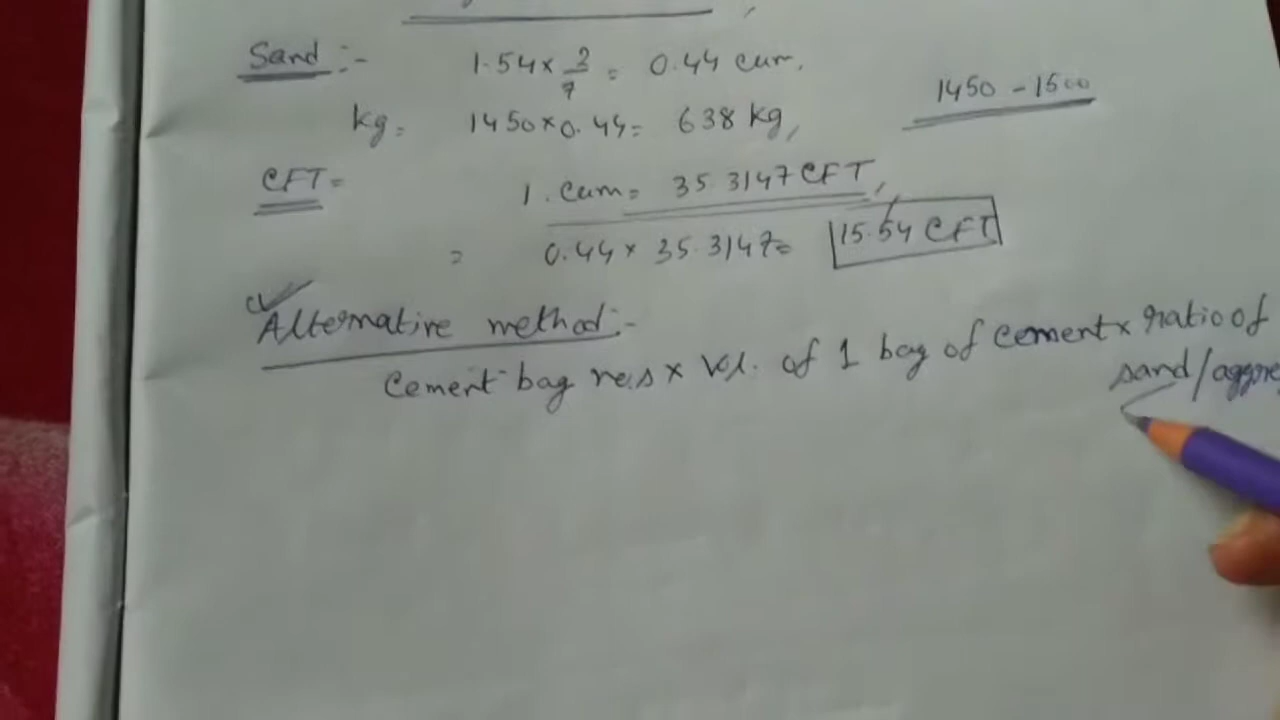 Sand :- 1.54 × 2/7 = 0.44 cum.
1450 - 1500
kg = 1450 × 0.44 = 638 kg,
CFT = 1. Cum = 35.3147 CFT,
= 0.44 × 35.3147 = 15.54 CFT
Alternative method:-
Cement bag no.s × Vol. of 1 bag of cement × ratio of
sand/aggre